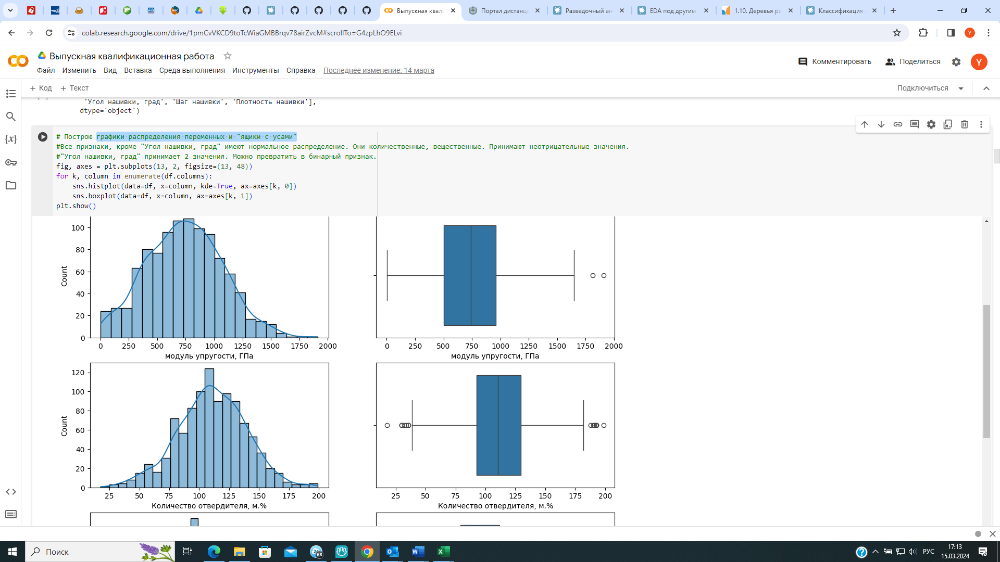 Выпускная квали
Портал дистанци
Разведочный ан
EDA под другим
1.10. Деревья ре
Классификация
colab.research.google.com/drive/1pmCvVKCD9toTcWiaGMBBrqv78airZvcM#scrollTo=G4zpLhO9ELvi
Y
Выпускная квалификационная работа
Файл Изменить Вид Вставка Среда выполнения Инструменты Справка Последнее изменение: 14 марта
Комментировать Поделиться Y
+ Код + Текст Подключиться
'Угол нашивки, град', 'Шаг нашивки', 'Плотность нашивки'],
dtype='object')
# Построю графики распределения переменных и "ящики с усами"
#Все признаки, кроме "Угол нашивки, град" имеют нормальное распределение. Они количественные, вещественные. Принимают неотрицательные значения.
#"Угол нашивки, град" принимает 2 значения. Можно превратить в бинарный признак.
fig, axes = plt.subplots(13, 2, figsize=(13, 48))
for k, column in enumerate(df.columns):
sns.histplot(data=df, x=column, kde=True, ax=axes[k, 0])
sns.boxplot(data=df, x=column, ax=axes[k, 1])
plt.show()
100
80
60
40
20
0
Count
0 250 500 750 1000 1250 1500 1750 2000
модуль упругости, ГПа
0 250 500 750 1000 1250 1500 1750 2000
модуль упругости, ГПа
120
100
80
60
40
20
0
Count
25 50 75 100 125 150 175 200
Количество отвердителя, м.%
25 50 75 100 125 150 175 200
Количество отвердителя, м.%
Поиск
68
РУС
17:13
15.03.2024